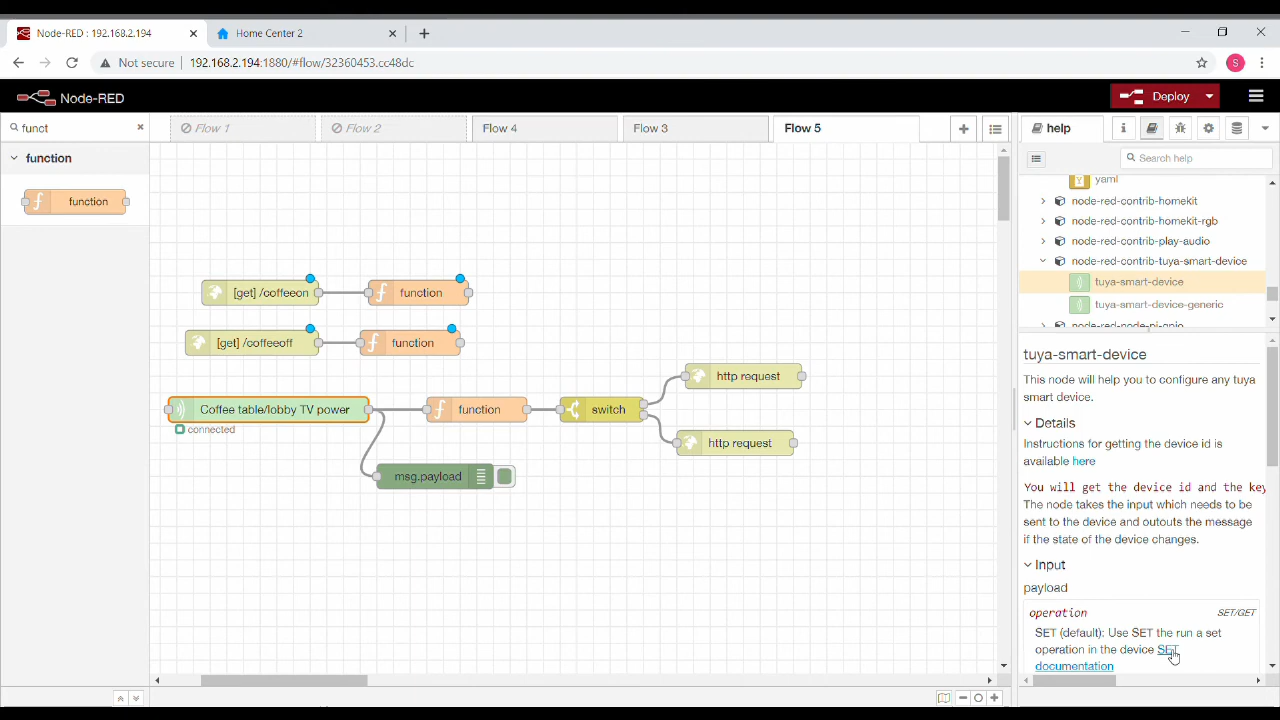 Node-RED : 192.168.2.194
Home Center 2
Not secure
192.168.2.194:1880/#flow/32360453.cc48dc
S
Node-RED
Deploy
funct
Flow 1
Flow 2
Flow 4
Flow 3
Flow 5
help
function
function
Search help
yaml
node-red-contrib-homekit
node-red-contrib-homekit-rgb
node-red-contrib-play-audio
node-red-contrib-tuya-smart-device
tuya-smart-device
tuya-smart-device-generic
node-red-node-pi-gpio
[get] /coffeeon
function
[get] /coffeeoff
function
Coffee table/lobby TV power
connected
function
switch
http request
http request
msg.payload
tuya-smart-device
This node will help you to configure any tuya
smart device.
Details
Instructions for getting the device id is
available here
You will get the device id and the key
The node takes the input which needs to be
sent to the device and outouts the message
if the state of the device changes.
Input
payload
operation
SET/GET
SET (default): Use SET the run a set
operation in the device SET
documentation